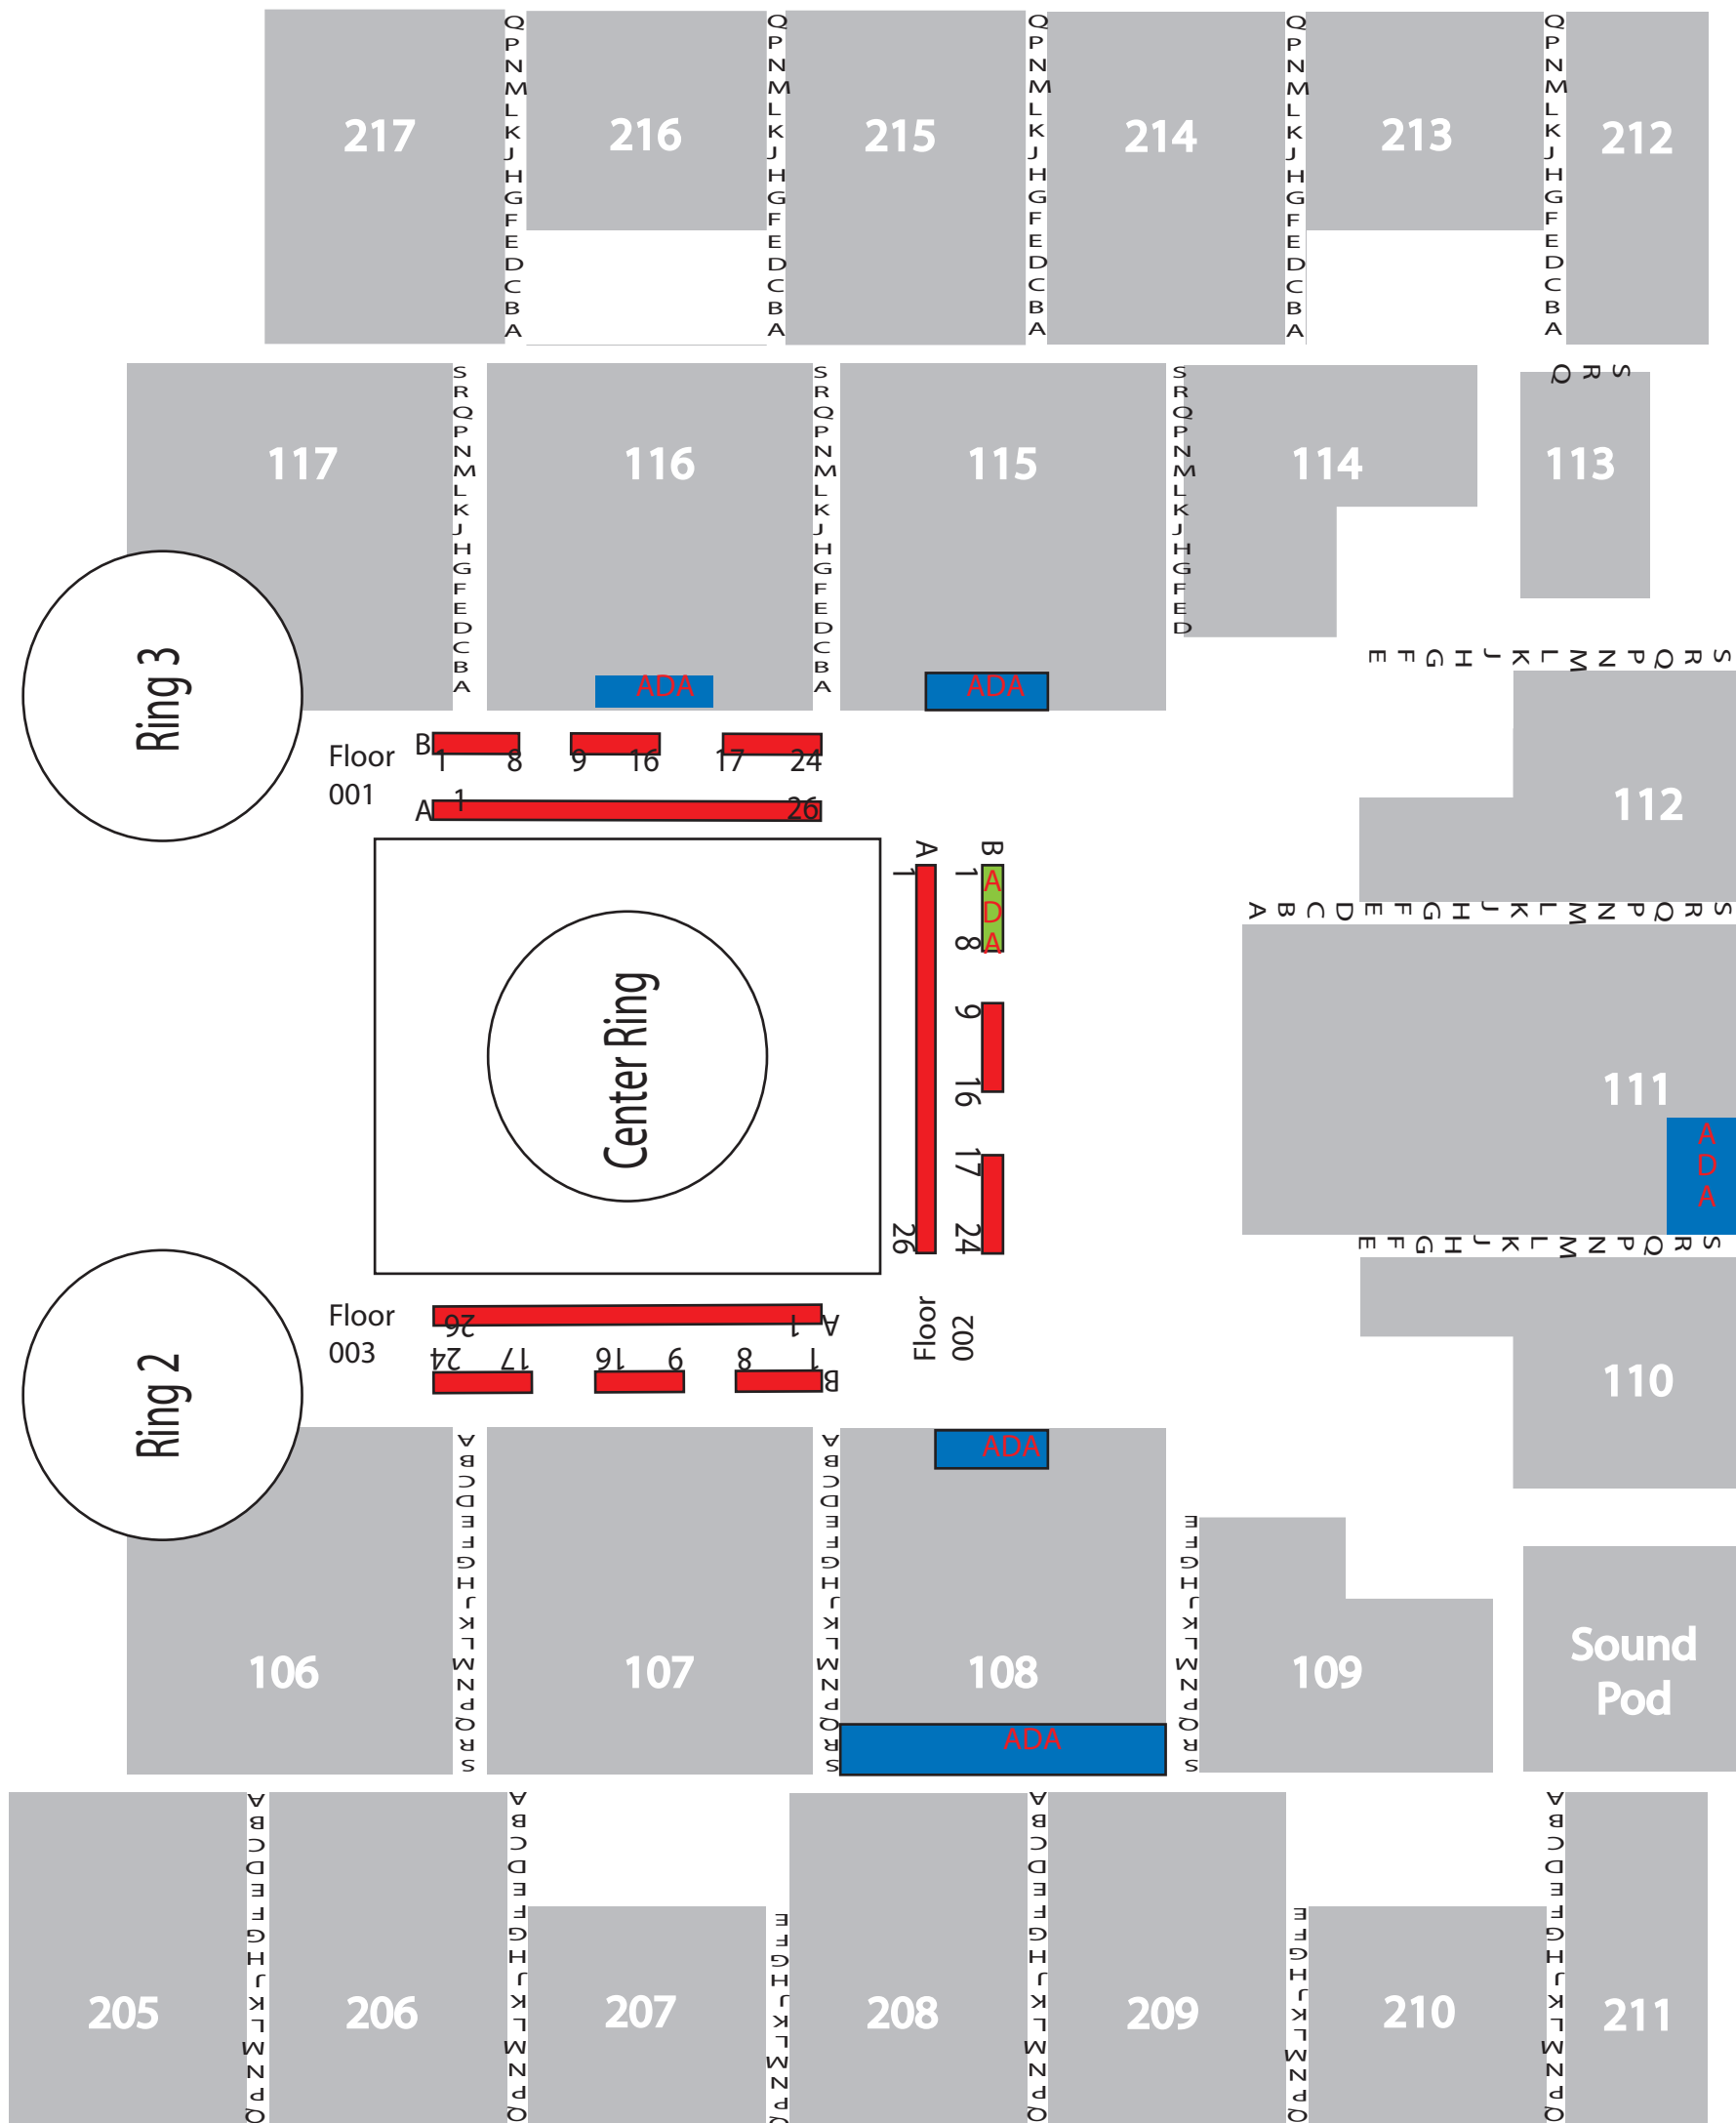 217 216 215 214 213 212
Q P N M L K J H G F E D C B A
Q P N M L K J H G F E D C B A
Q P N M L K J H G F E D C B A
Q P N M L K J H G F E D C B A
Q P N M L K J H G F E D C B A
117 116 115 114 113
S R Q P N M L K J H G F E D C B A
S R Q P N M L K J H G F E D C B A
S R Q P N M L K J H G F E D
Q R S
ADA
ADA
Ring 3
Floor
001
B 1 8 9 16 17 24
A 1 26
E F G H J K L M N P Q R S
112
A B C D E F G H J K L M N P Q R S
111
ADA
E F G H J K L M N P Q R S
110
Center Ring
A 1 26
B 1 8 9 16 17 24
ADA
Floor
002
Ring 2
Floor
003
26 1 A
24 17 16 9 8 1 B
ADA
A B C D E F G H J K L M N P Q R S
A B C D E F G H J K L M N P Q R S
E F G H J K L M N P Q R S
106 107 108 109
Sound
Pod
ADA
A B C D E F G H J K L M N P Q
A B C D E F G H J K L M N P Q
E F G H J K L M N P Q
A B C D E F G H J K L M N P Q
E F G H J K L M N P Q
A B C D E F G H J K L M N P Q
205 206 207 208 209 210 211